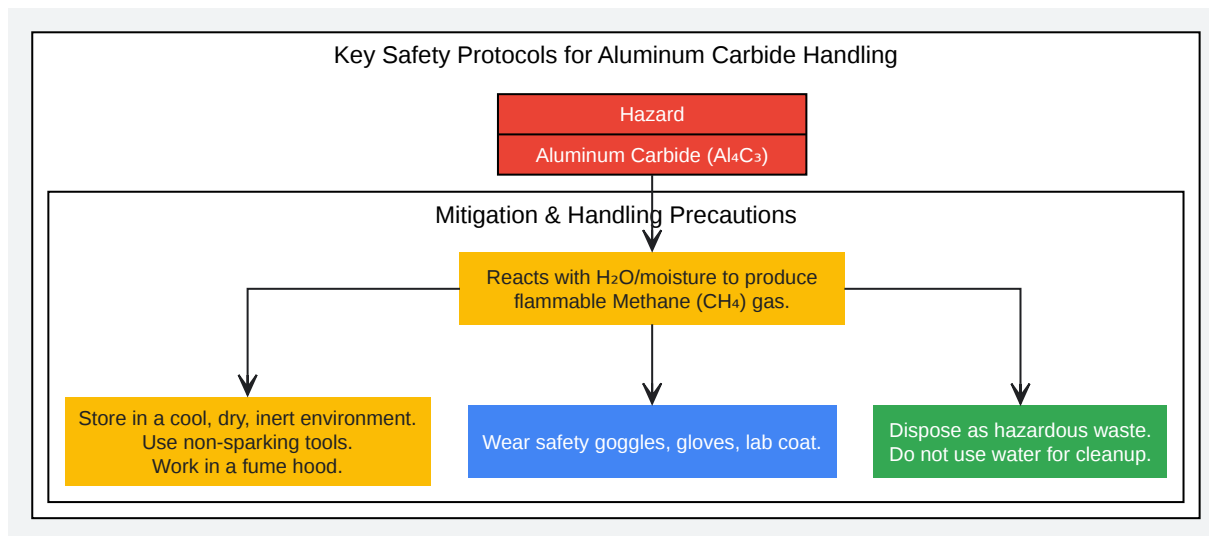 Key Safety Protocols for Aluminum Carbide Handling
Hazard
Aluminum Carbide (Al₄C₃)
Mitigation & Handling Precautions
Reacts with H₂O/moisture to produce
flammable Methane (CH₄) gas.
Store in a cool, dry, inert environment.
Use non-sparking tools.
Work in a fume hood.
Wear safety goggles, gloves, lab coat.
Dispose as hazardous waste.
Do not use water for cleanup.